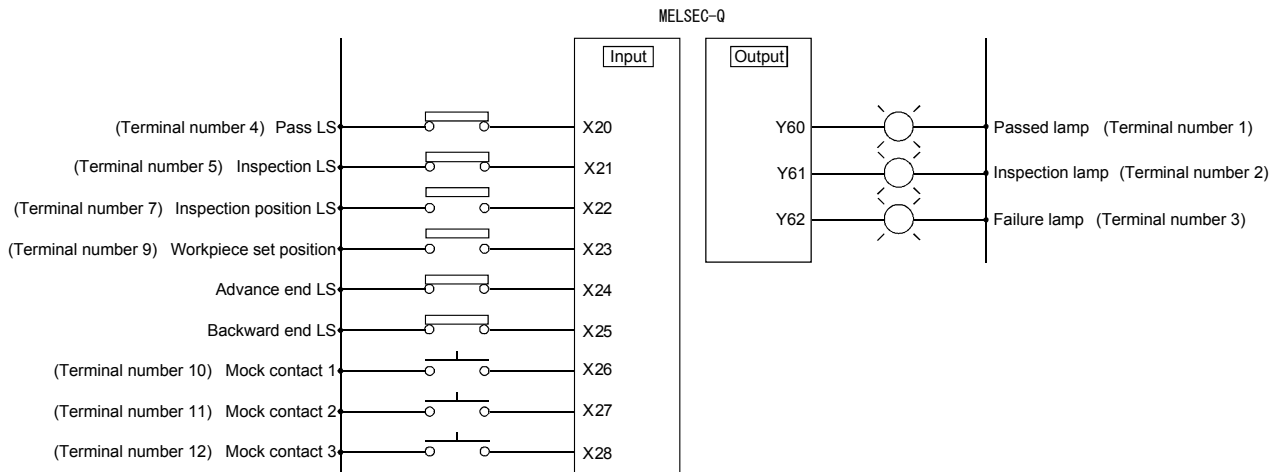 MELSEC-Q
Input
Output
(Terminal number 4) Pass LS X20
(Terminal number 5) Inspection LS X21
(Terminal number 7) Inspection position LS X22
(Terminal number 9) Workpiece set position X23
Advance end LS X24
Backward end LS X25
(Terminal number 10) Mock contact 1 X26
(Terminal number 11) Mock contact 2 X27
(Terminal number 12) Mock contact 3 X28
Y60 Passed lamp (Terminal number 1)
Y61 Inspection lamp (Terminal number 2)
Y62 Failure lamp (Terminal number 3)